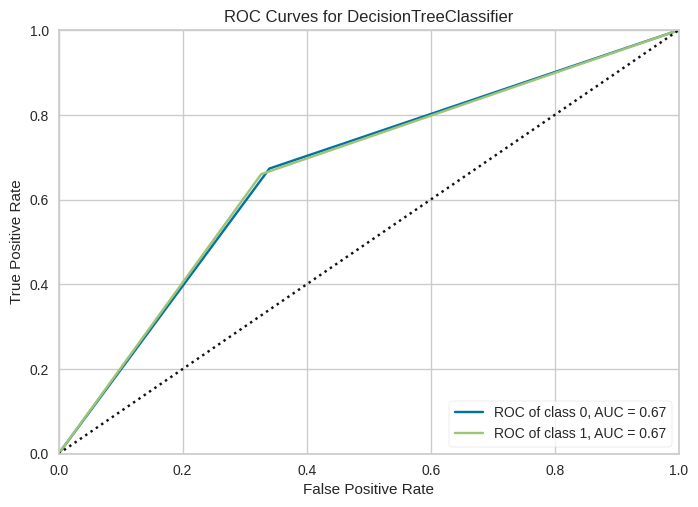 ROC Curves for DecisionTreeClassifier
1.0
0.8
0.6
0.4
0.2
0.0
True Positive Rate
ROC of class 0, AUC = 0.67
ROC of class 1, AUC = 0.67
0.0 0.2 0.4 0.6 0.8 1.0
False Positive Rate